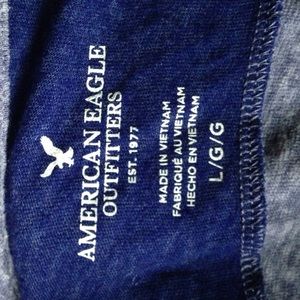 AMERICAN EAGLE
OUTFITTERS
EST. 1977
MADE IN VIETNAM
FABRIQUÉ AU VIETNAM
HECHO EN VIETNAM
L/G/G